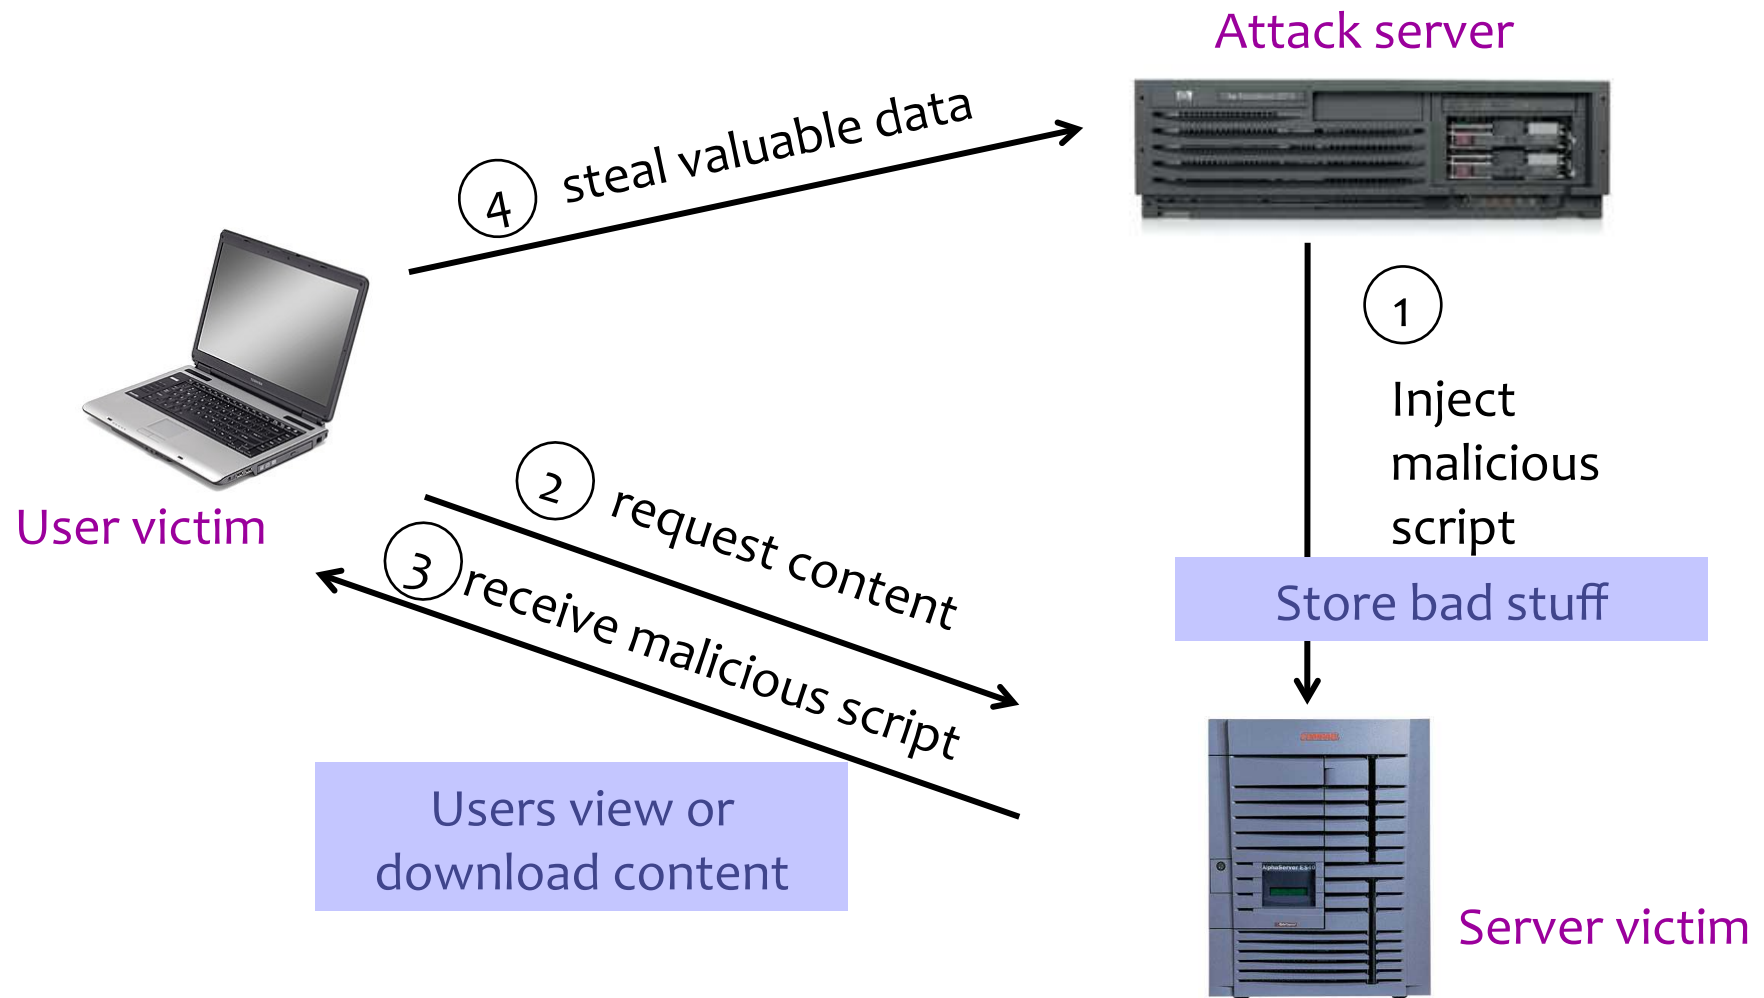 Attack server
4 steal valuable data
1
Inject
malicious
script
User victim
2 request content
3 receive malicious script
Store bad stuff
Users view or
download content
Server victim